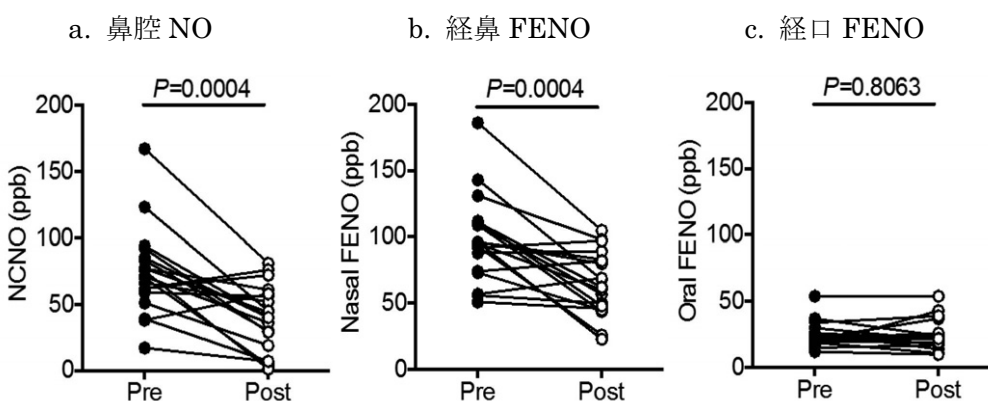 a. 鼻腔 NO
b. 経鼻 FENO
c. 経口 FENO
P=0.0004
P=0.0004
P=0.8063
NCNO (ppb)
200
150
100
50
0
Pre
Post
Nasal FENO (ppb)
200
150
100
50
0
Pre
Post
Oral FENO (ppb)
200
150
100
50
0
Pre
Post